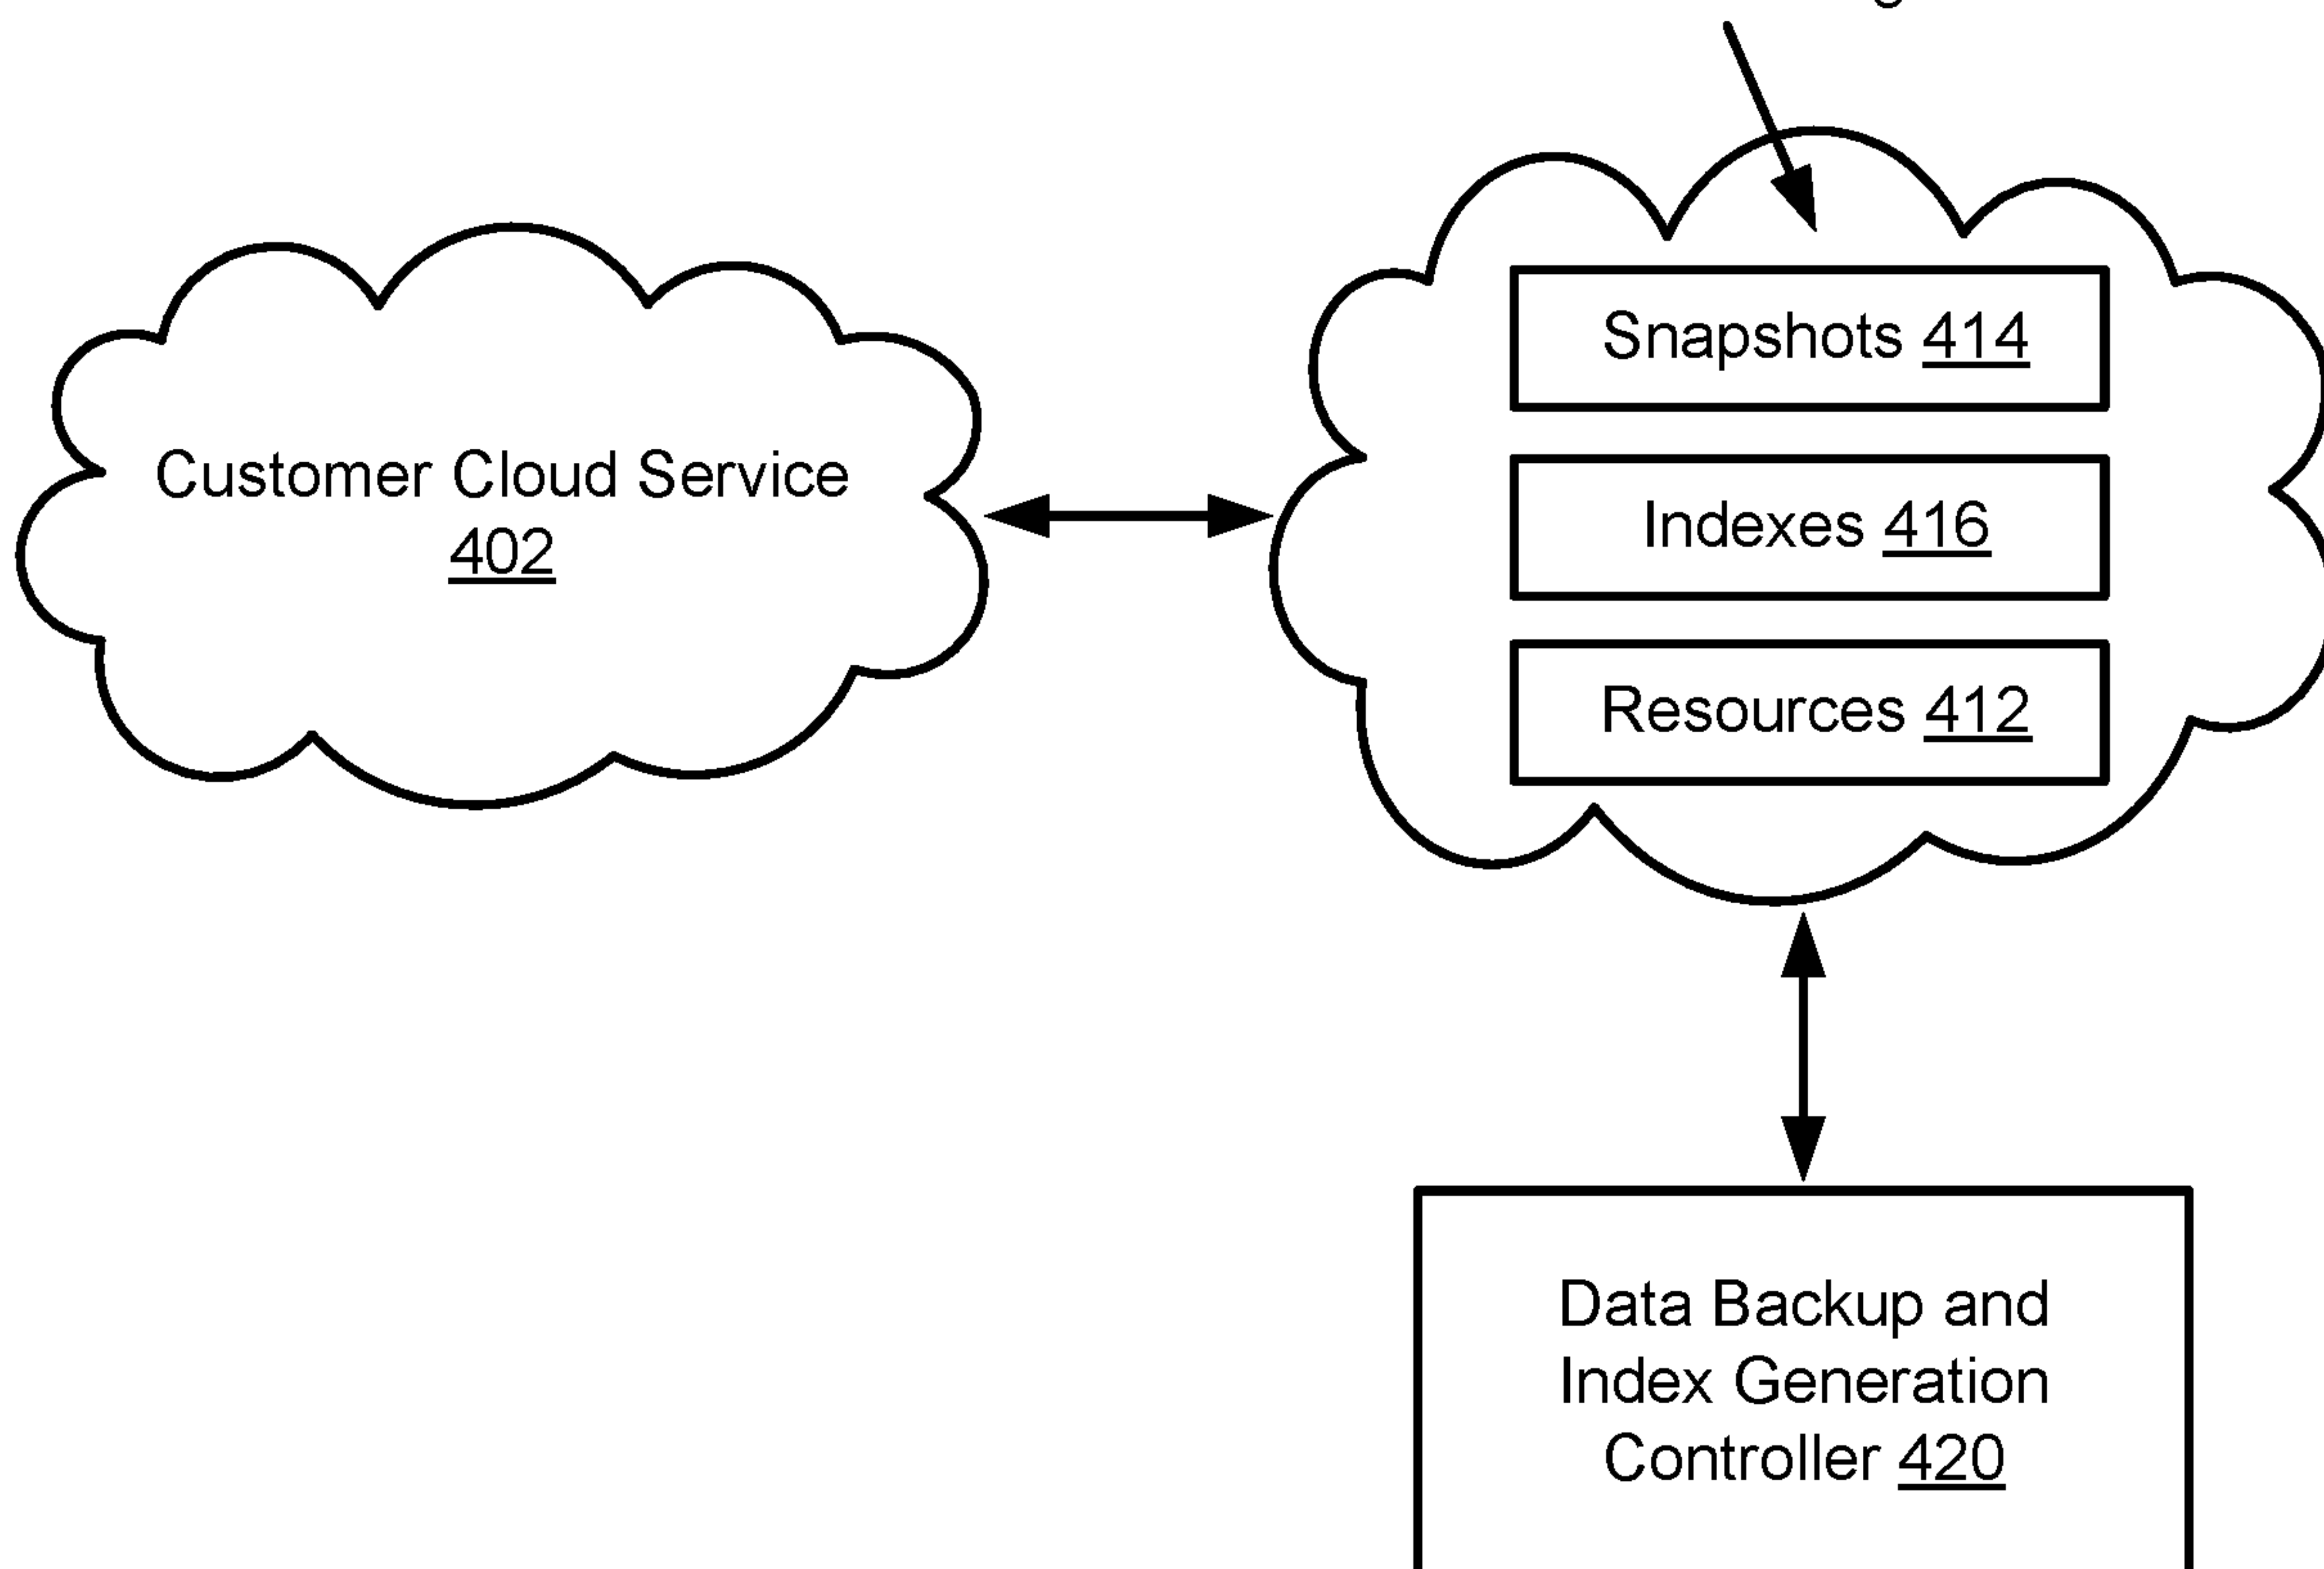 Customer Cloud Service
402
Snapshots 414
Indexes 416
Resources 412
Data Backup and
Index Generation
Controller 420